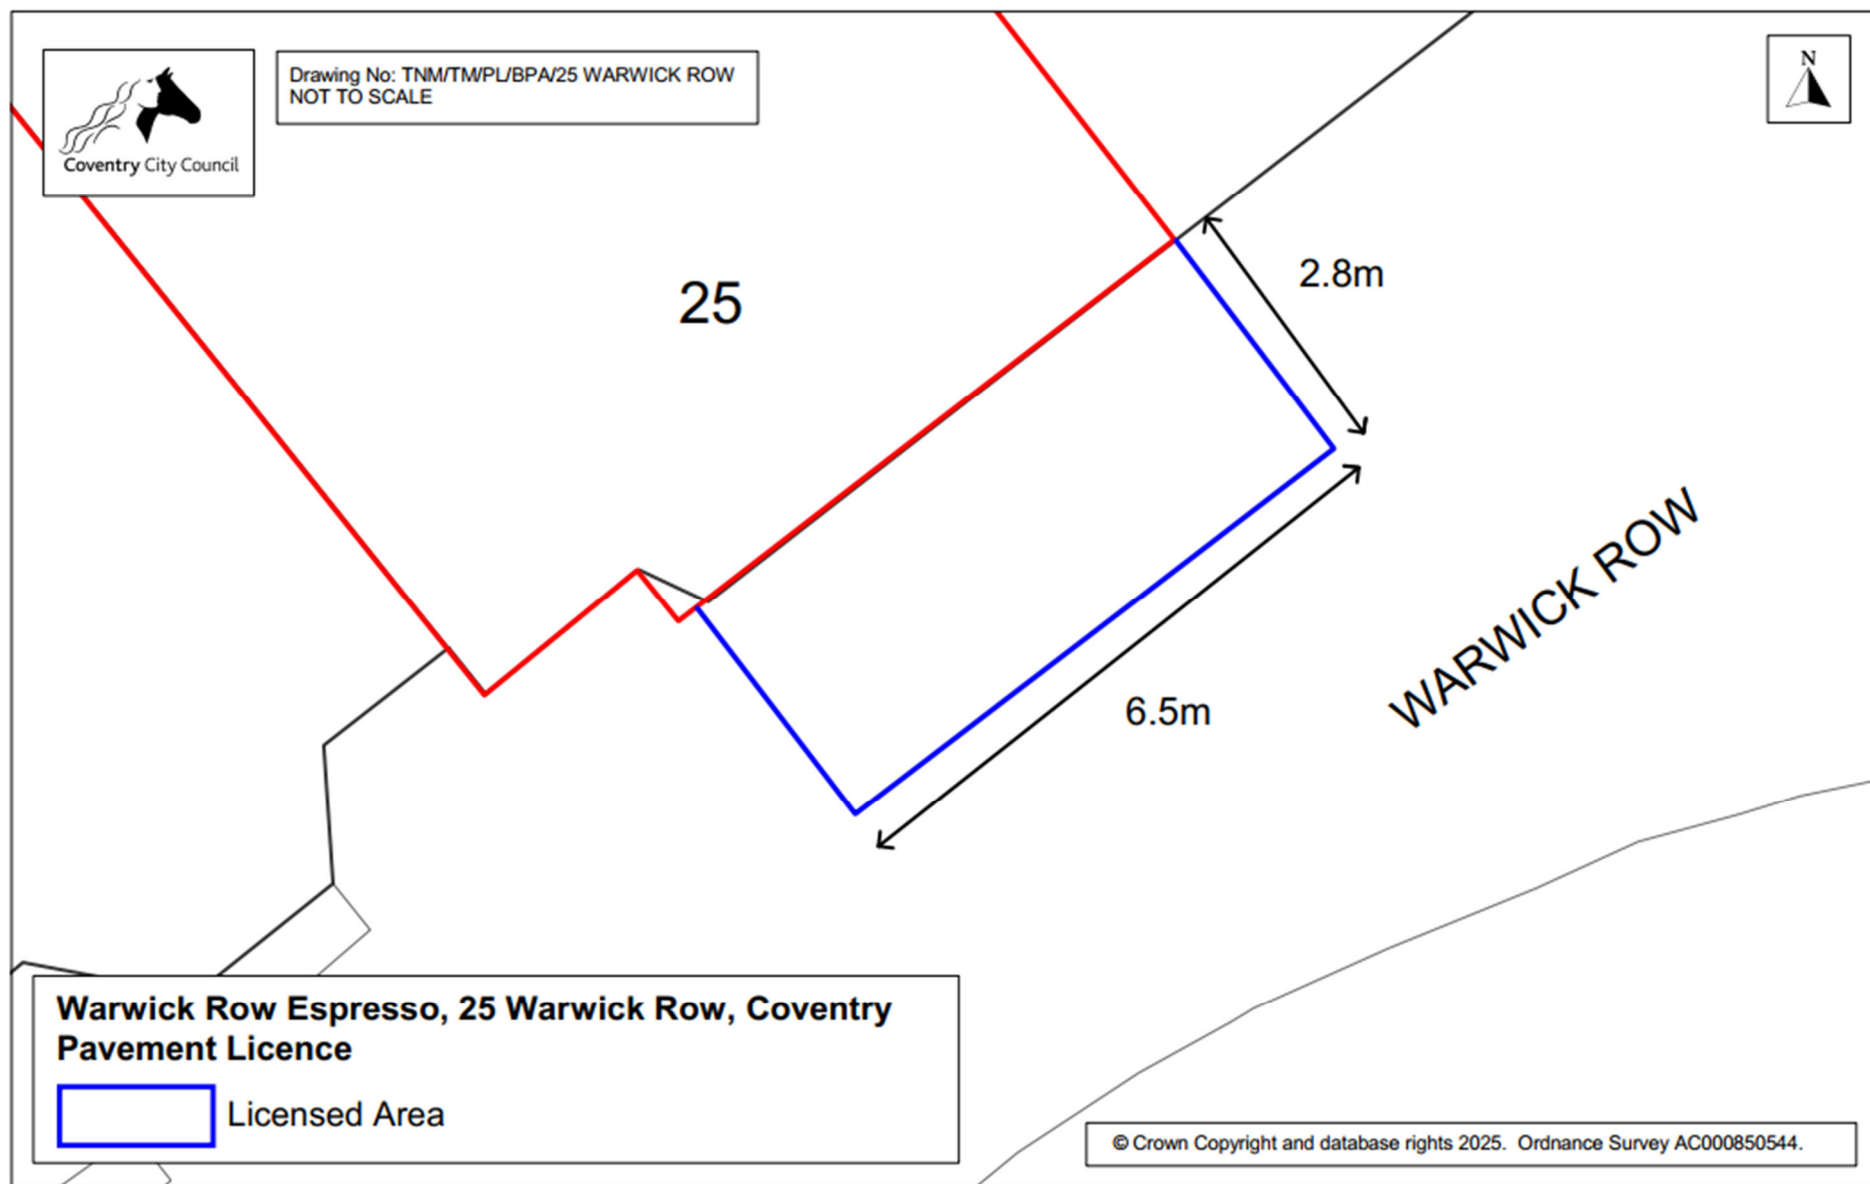 Coventry City Council
Drawing No: TNM/TM/PL/BPA/25 WARWICK ROW
NOT TO SCALE
N
25
2.8m
6.5m
WARWICK ROW
Warwick Row Espresso, 25 Warwick Row, Coventry
Pavement Licence
Licensed Area
© Crown Copyright and database rights 2025. Ordnance Survey AC000850544.